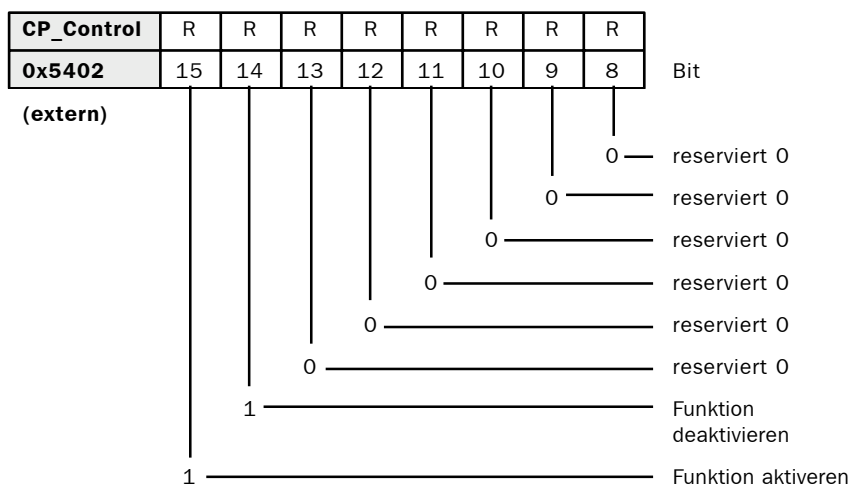 CP_Control R R R R R R R R
0x5402 15 14 13 12 11 10 9 8 Bit
(extern)
0 reserviert 0
0 reserviert 0
0 reserviert 0
0 reserviert 0
0 reserviert 0
0 reserviert 0
1 Funktion
deaktivieren
1 Funktion aktiveren